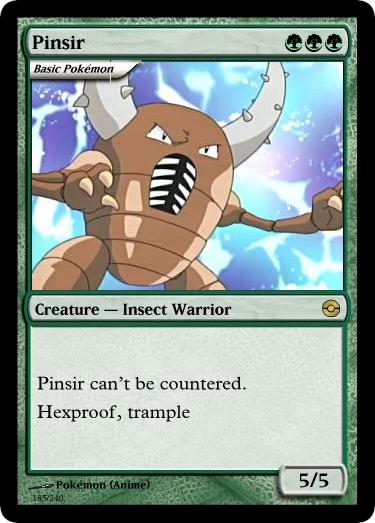 Pinsir
Basic Pokémon
Creature — Insect Warrior
Pinsir can't be countered.
Hexproof, trample
5/5
Pokémon (Anime)
185/240